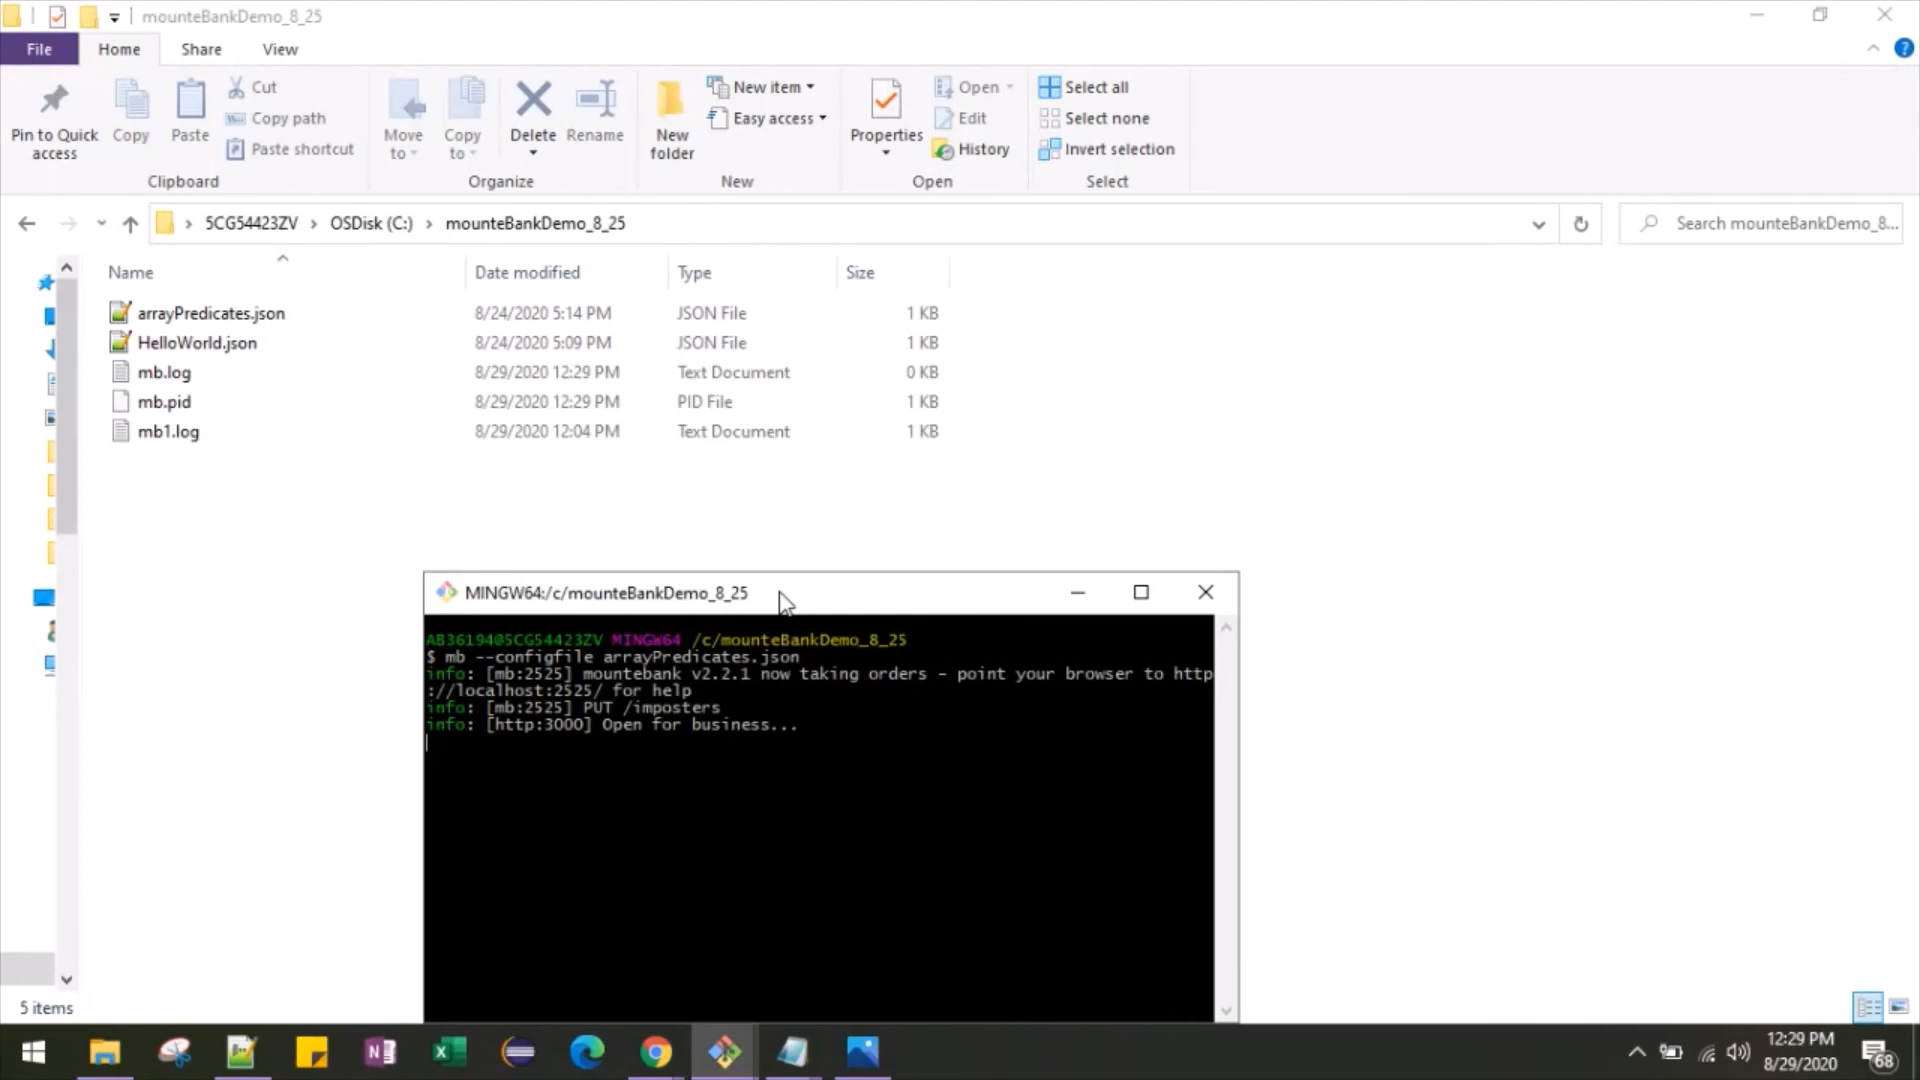 mounteBankDemo_8_25
File
Home
Share
View
Pin to Quick access
Copy
Paste
Cut
Copy path
Paste shortcut
Clipboard
Move to
Copy to
Delete
Rename
Organize
New folder
New item
Easy access
New
Properties
Open
Edit
History
Open
Select all
Select none
Invert selection
Select
5CG54423ZV
OSDisk (C:)
mounteBankDemo_8_25
Search mounteBankDemo_8...
Name
Date modified
Type
Size
arrayPredicates.json 8/24/2020 5:14 PM JSON File 1 KB
HelloWorld.json 8/24/2020 5:09 PM JSON File 1 KB
mb.log 8/29/2020 12:29 PM Text Document 0 KB
mb.pid 8/29/2020 12:29 PM PID File 1 KB
mb1.log 8/29/2020 12:04 PM Text Document 1 KB
MINGW64:/c/mounteBankDemo_8_25
AB3619405CG54423ZV MINGW64 /c/mounteBankDemo_8_25
$ mb --configfile arrayPredicates.json
info: [mb:2525] mountebank v2.2.1 now taking orders - point your browser to http
://localhost:2525/ for help
info: [mb:2525] PUT /imposters
info: [http:3000] Open for business...
5 items
12:29 PM
8/29/2020
68